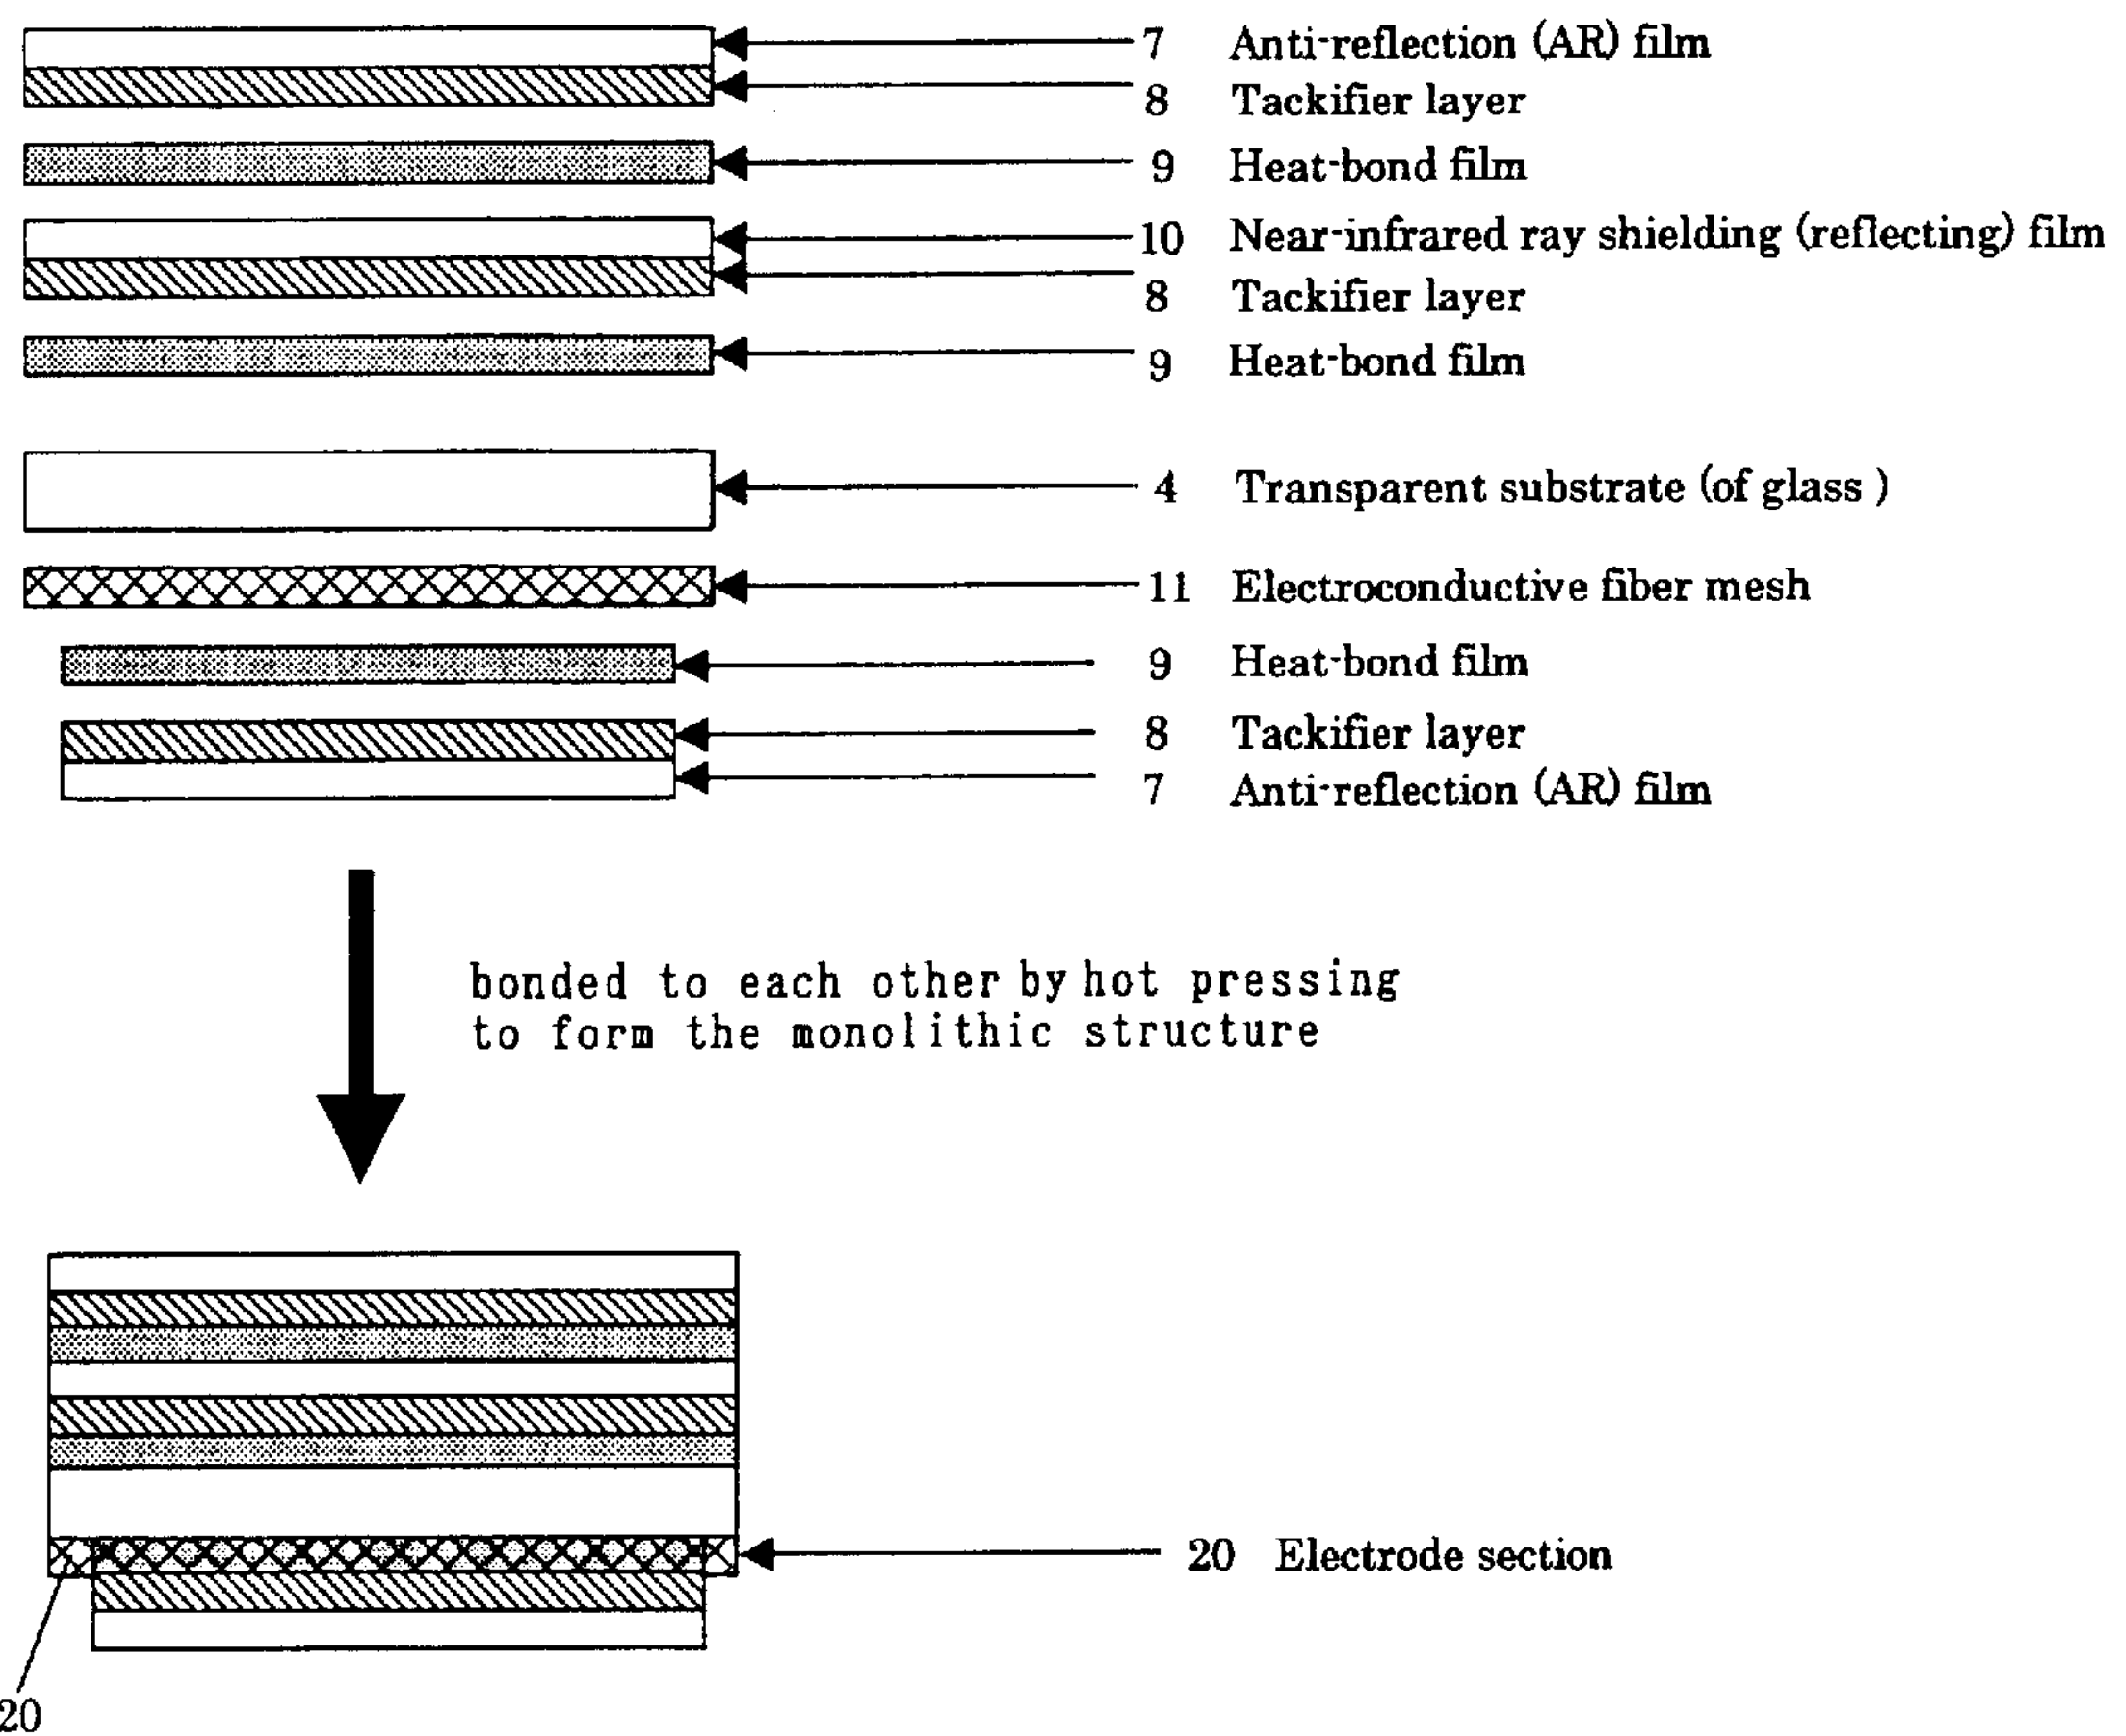 7 Anti-reflection (AR) film
8 Tackifier layer
9 Heat-bond film
10 Near-infrared ray shielding (reflecting) film
8 Tackifier layer
9 Heat-bond film
4 Transparent substrate (of glass )
11 Electroconductive fiber mesh
9 Heat-bond film
8 Tackifier layer
7 Anti-reflection (AR) film
bonded to each other by hot pressing
to form the monolithic structure
20 Electrode section
20